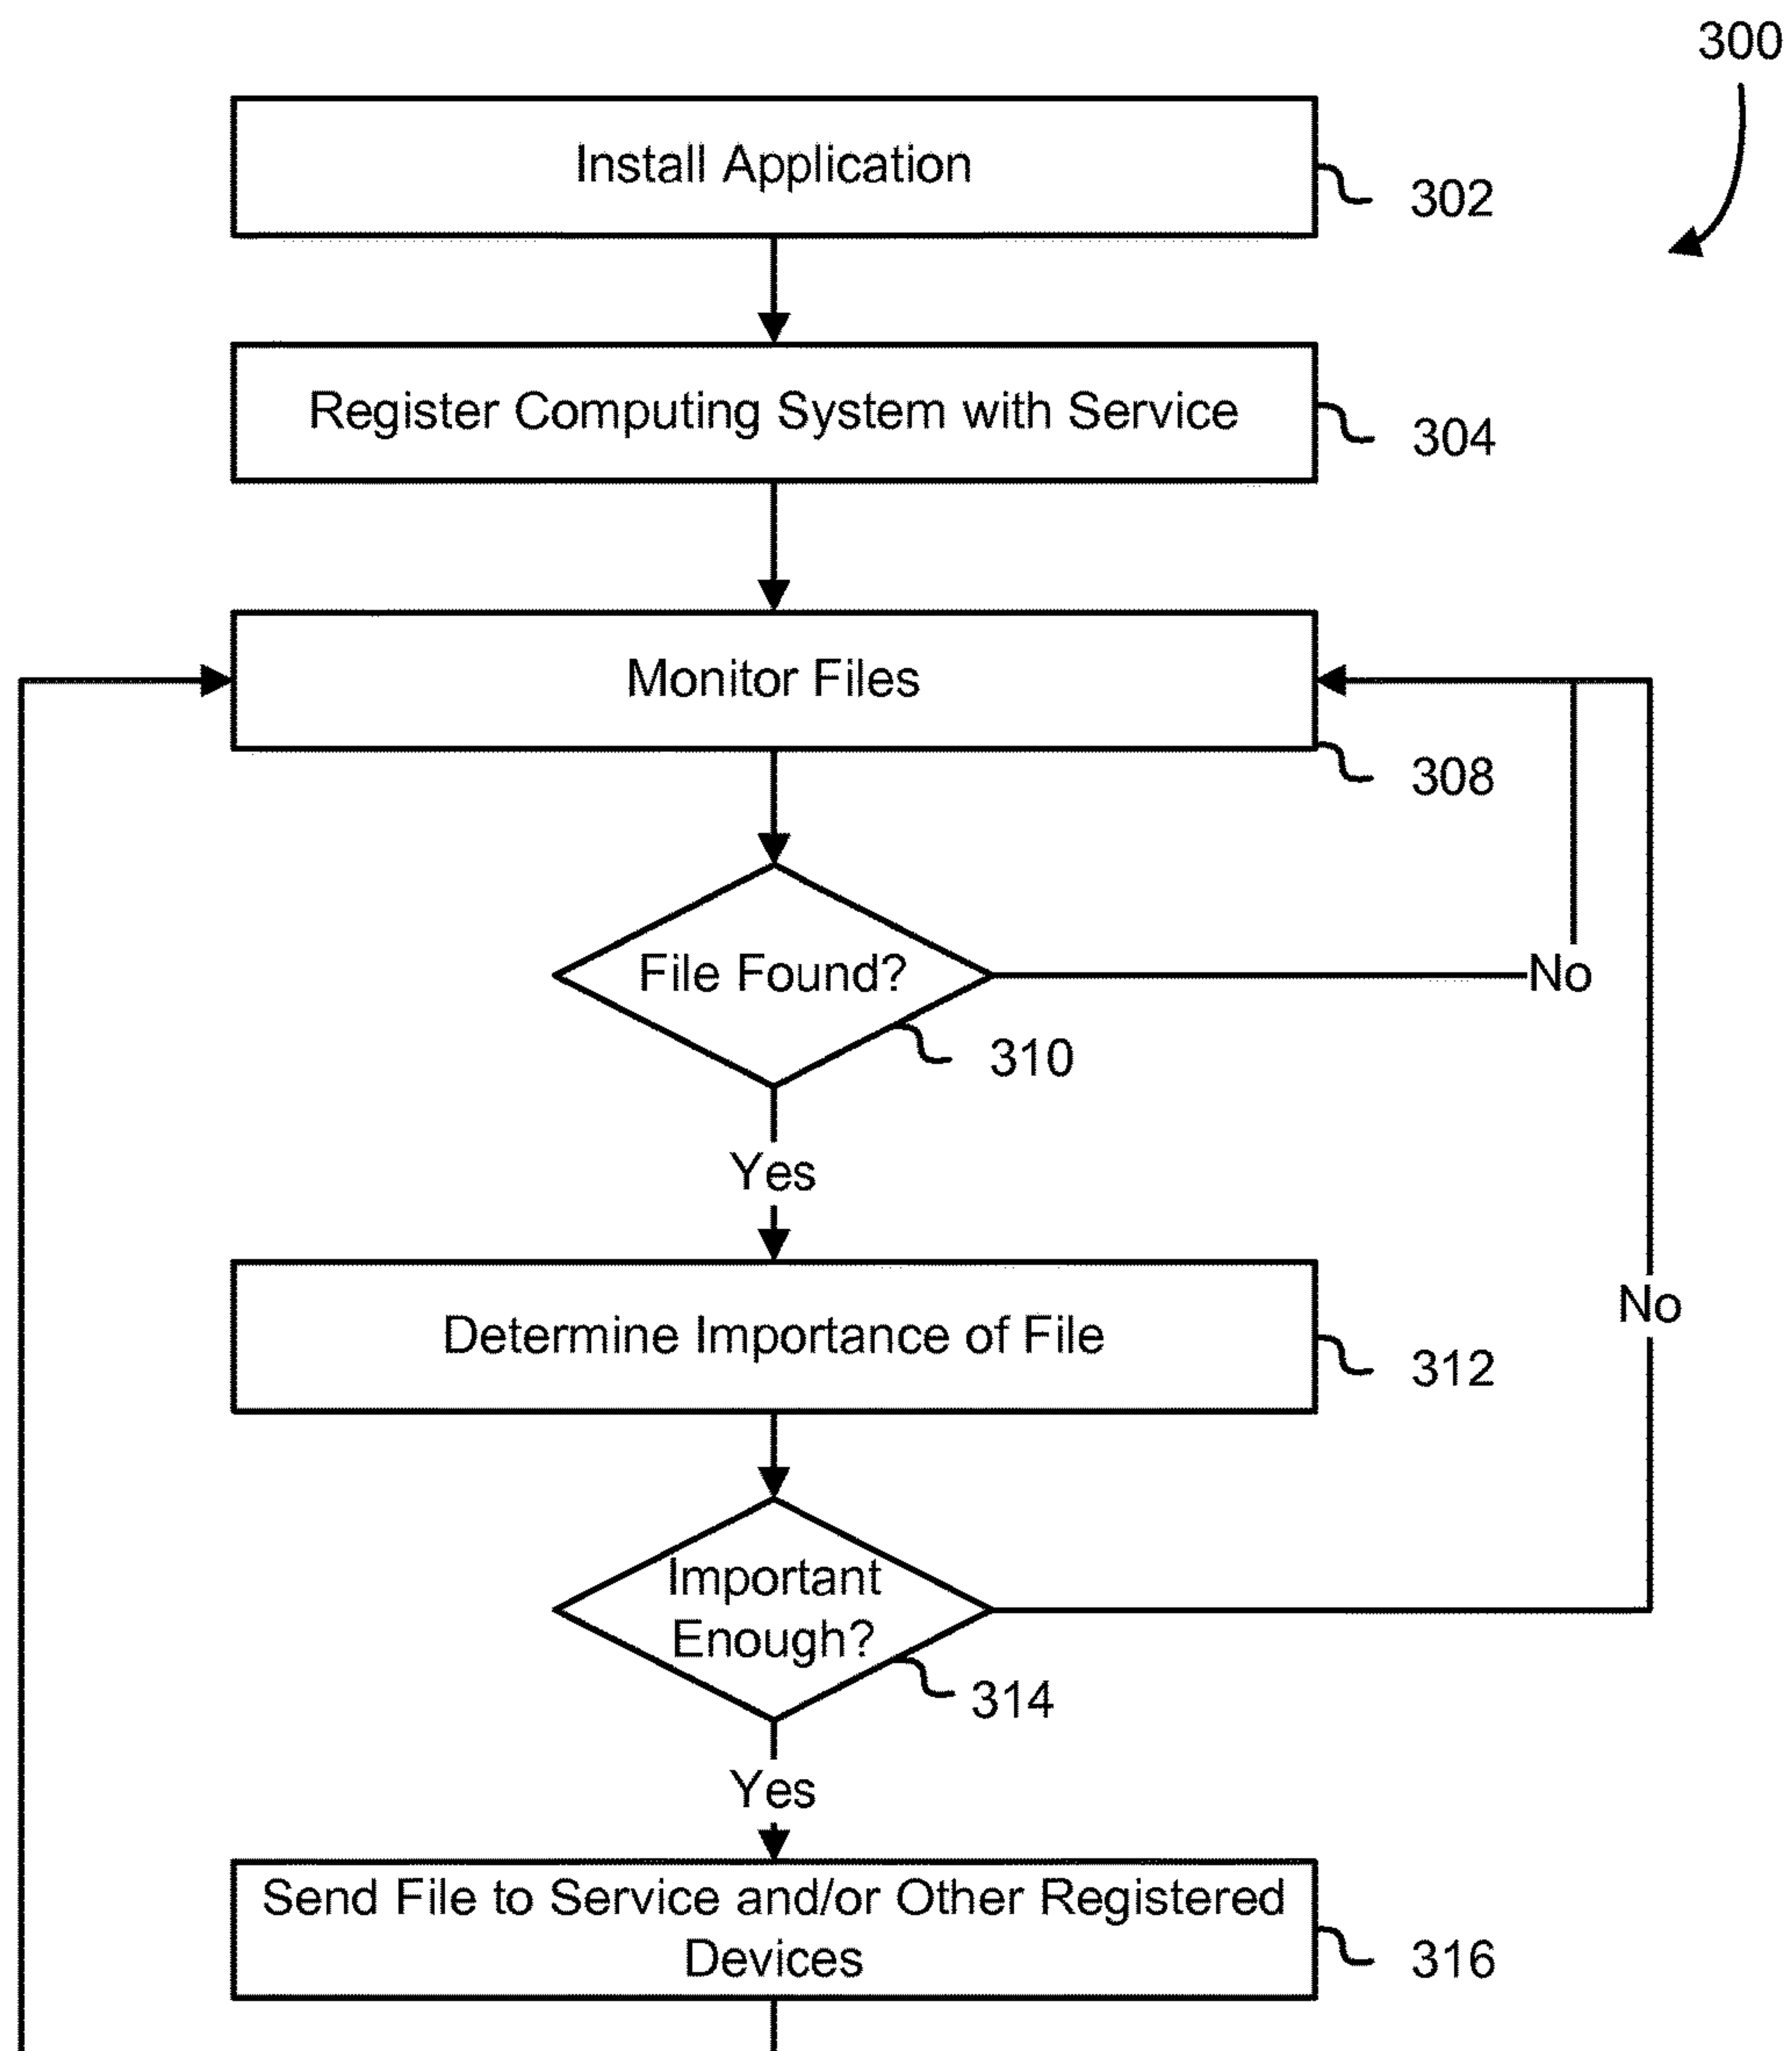 300
Install Application
302
Register Computing System with Service
304
Monitor Files
308
File Found?
No
310
Yes
Determine Importance of File
No
312
Important
Enough?
314
Yes
Send File to Service and/or Other Registered
Devices
316